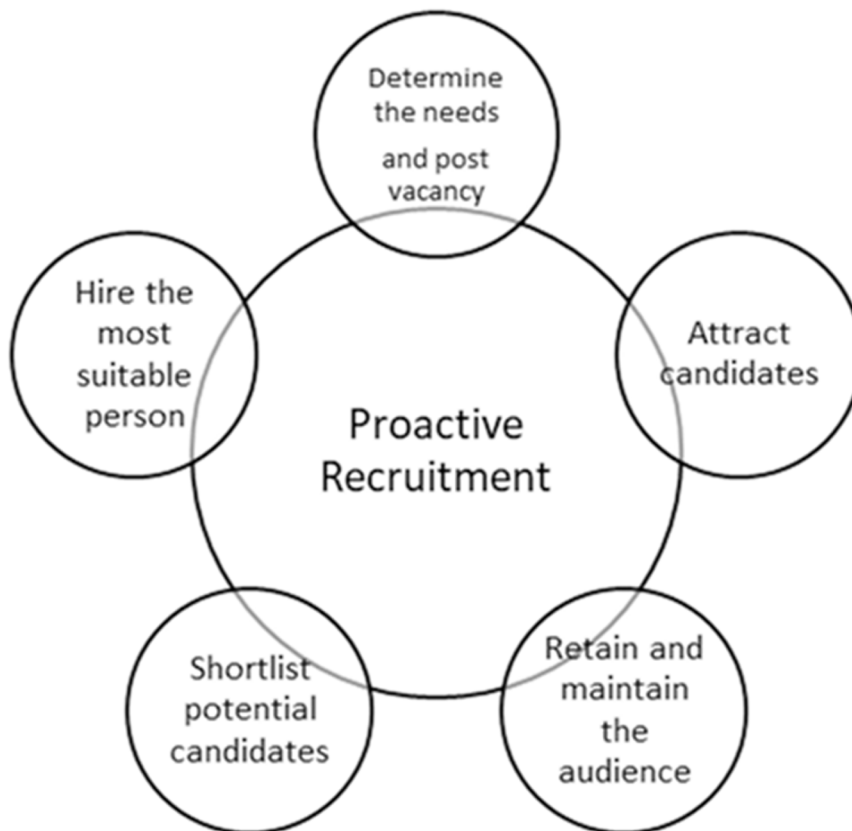 Determine
the needs
and post
vacancy
Attract
candidates
Retain and
maintain
the
audience
Shortlist
potential
candidates
Hire the
most
suitable
person
Proactive
Recruitment